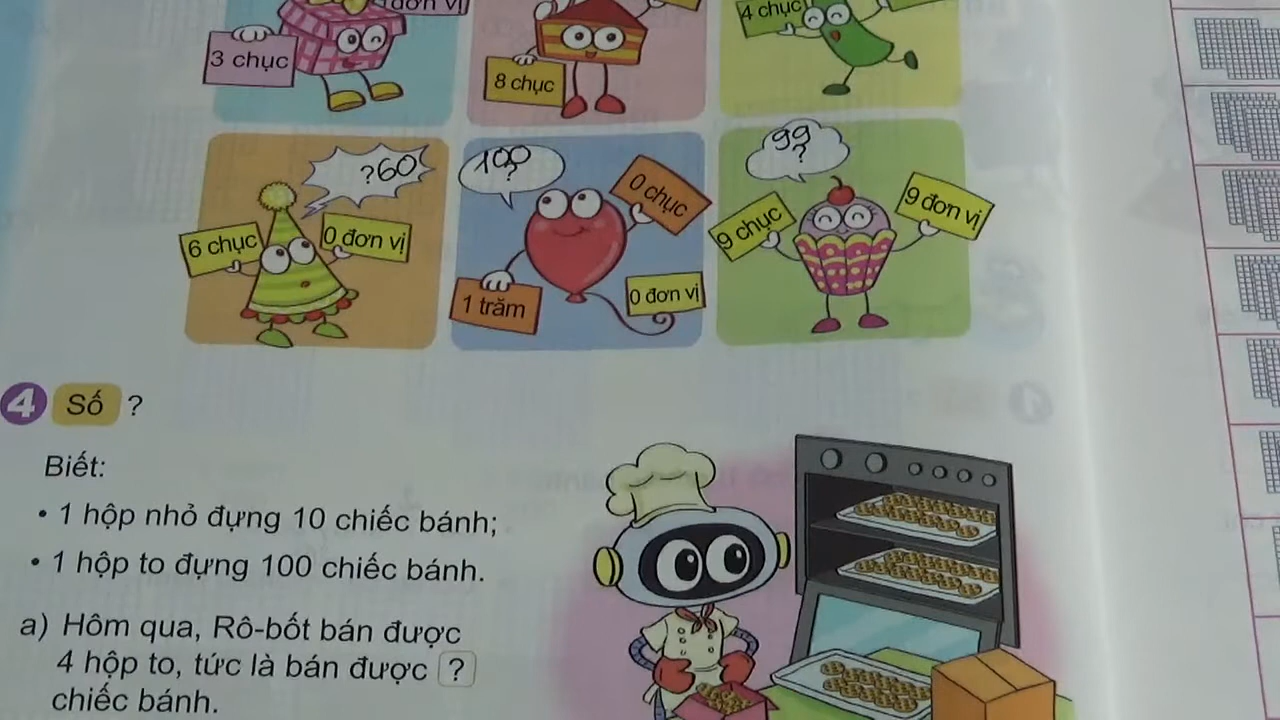 đơn vị
3 chục
8 chục
4 chục
?60
6 chục
0 đơn vị
100
?
0 chục
1 trăm
0 đơn vị
99
?
9 chục
9 đơn vị
4 Số ?
Biết:
• 1 hộp nhỏ đựng 10 chiếc bánh;
• 1 hộp to đựng 100 chiếc bánh.
a) Hôm qua, Rô-bốt bán được
4 hộp to, tức là bán được ?
chiếc bánh.